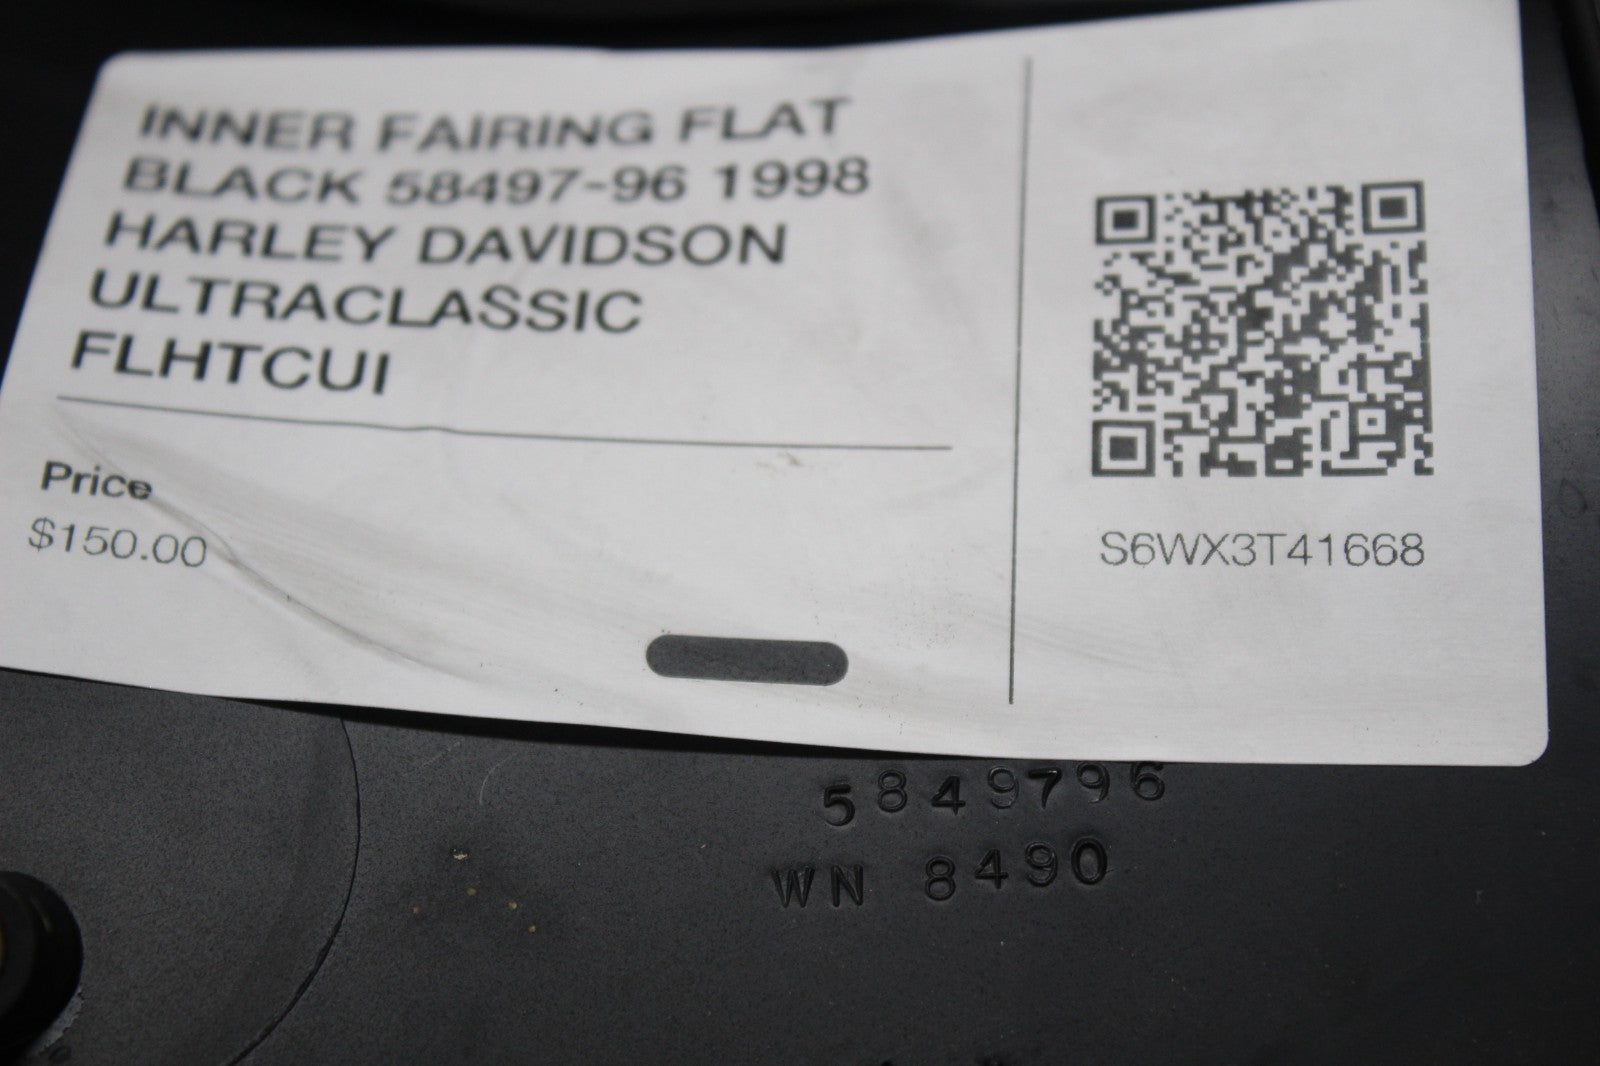 INNER FAIRING FLAT
BLACK 58497-96 1998
HARLEY DAVIDSON
ULTRACLASSIC
FLHTCUI
Price
$150.00
S6WX3T41668
5849796
WN 8490